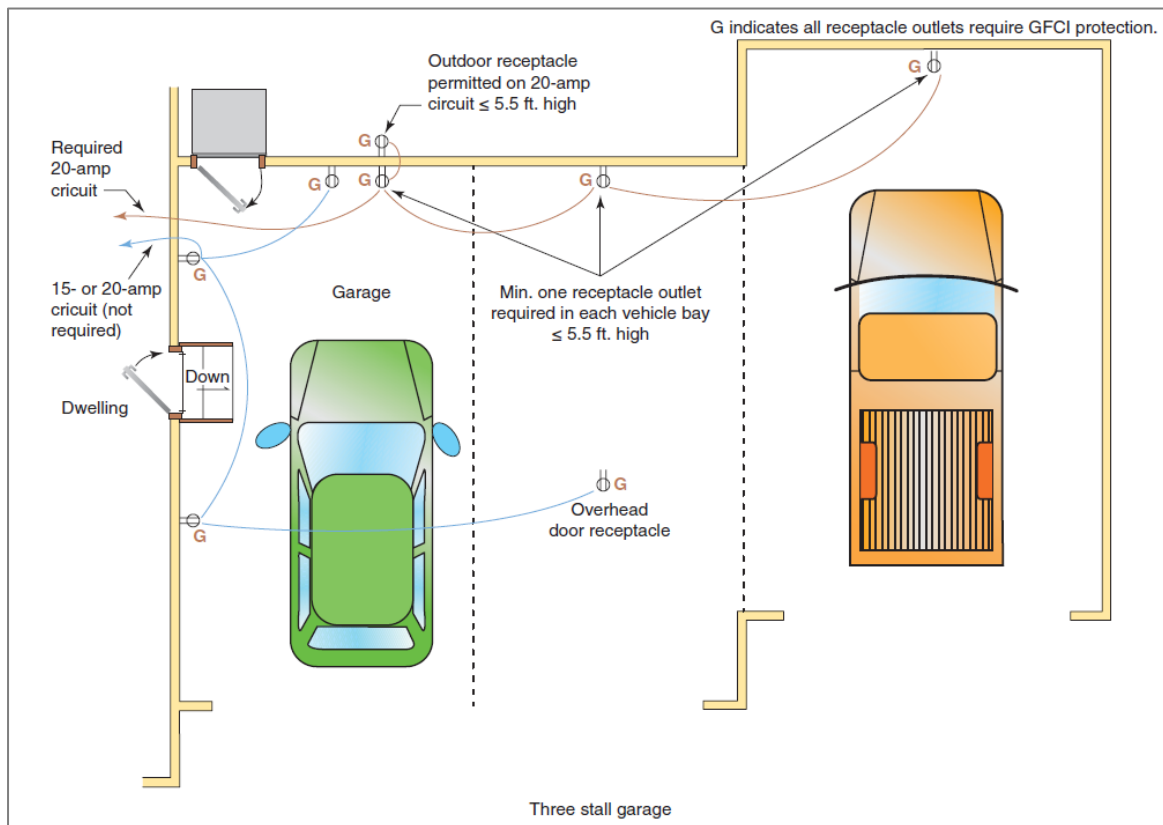 G indicates all receptacle outlets require GFCI protection.
G
Outdoor receptacle
permitted on 20-amp
circuit ≤ 5.5 ft. high
G
Required
20-amp
cricuit
G
G
G
G
15- or 20-amp
cricuit (not
required)
Garage
Min. one receptacle outlet
required in each vehicle bay
≤ 5.5 ft. high
Down
Dwelling
G
Overhead
door receptacle
G
Three stall garage